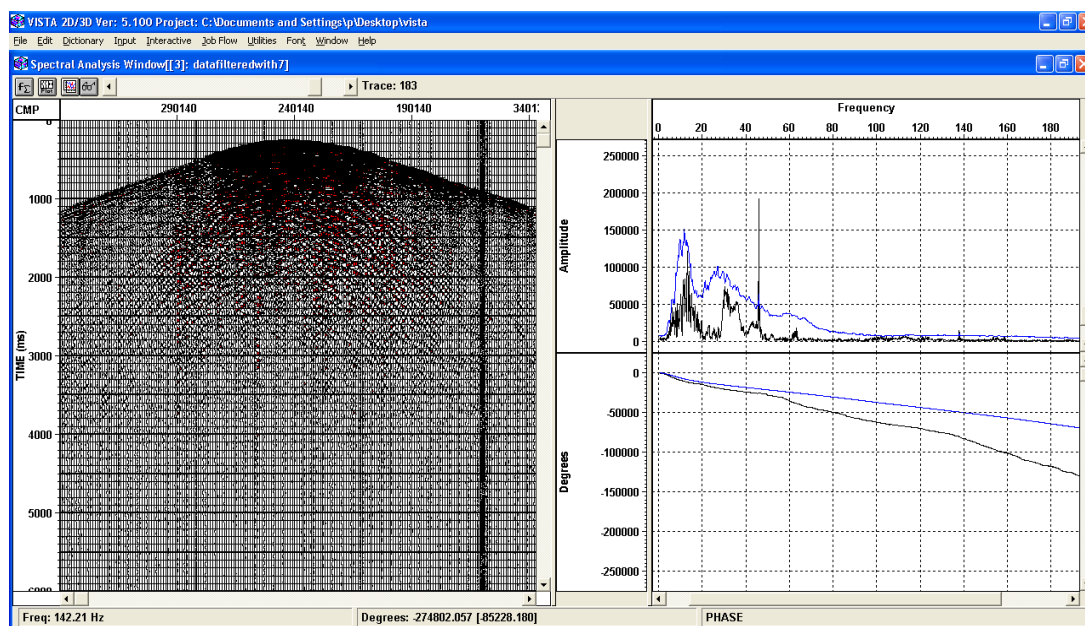 VISTA 2D/3D Ver: 5.100 Project: C:\Documents and Settings\p\Desktop\vista
File Edit Dictionary Input Interactive Job Flow Utilities Font Window Help
Spectral Analysis Window[[3]: datafilteredwith7]
Trace: 183
CMP 290140 240140 190140 3401
Frequency
0 20 40 60 80 100 120 140 160 180
0
1000
2000
3000
4000
5000
6000
TIME (ms)
250000
200000
150000
100000
50000
0
Amplitude
0
-50000
-100000
-150000
-200000
-250000
Degrees
Freq: 142.21 Hz Degrees: -274802.057 [-85228.180] PHASE